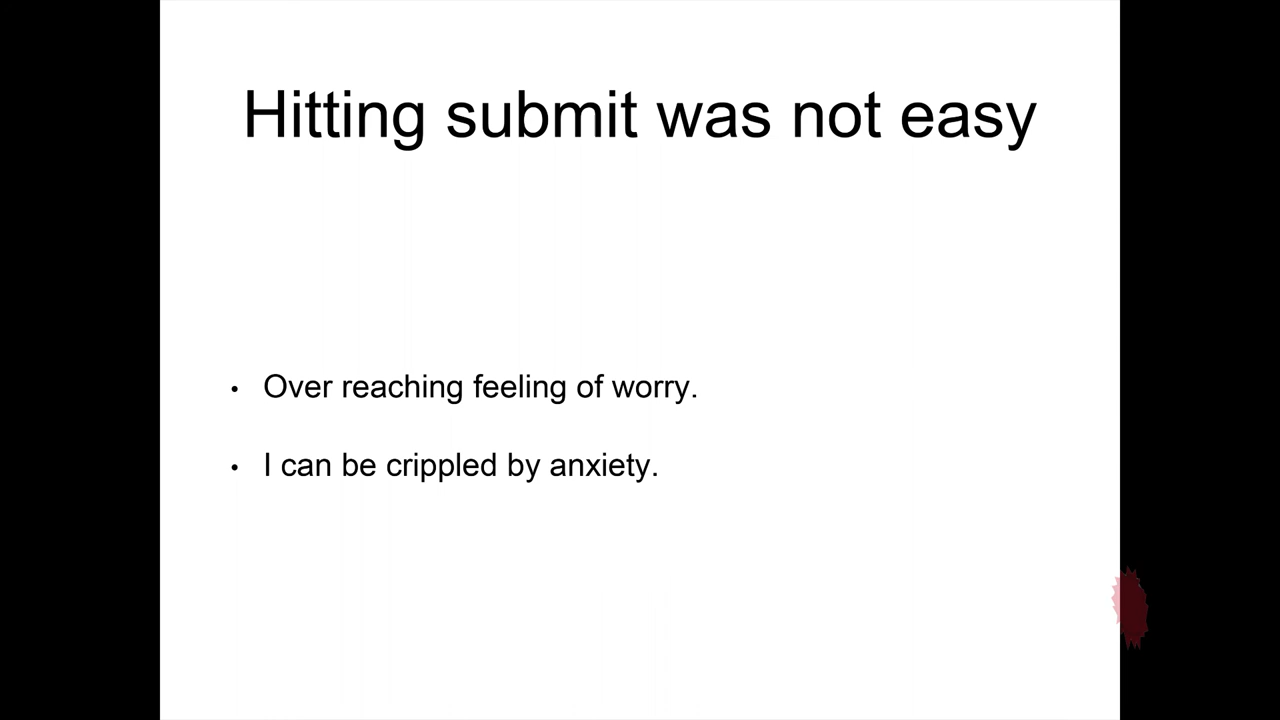 Hitting submit was not easy
• Over reaching feeling of worry.
• I can be crippled by anxiety.